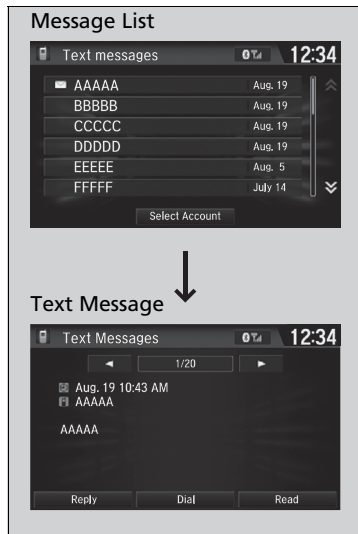 Message List
Text messages 12:34
AAAAA Aug. 19
BBBBB Aug. 19
CCCCC Aug. 19
DDDDD Aug. 19
EEEEE Aug. 5
FFFFF July 14
Select Account
Text Message
Text Messages 12:34
1/20
Aug. 19 10:43 AM
AAAAA
AAAAA
Reply Dial Read